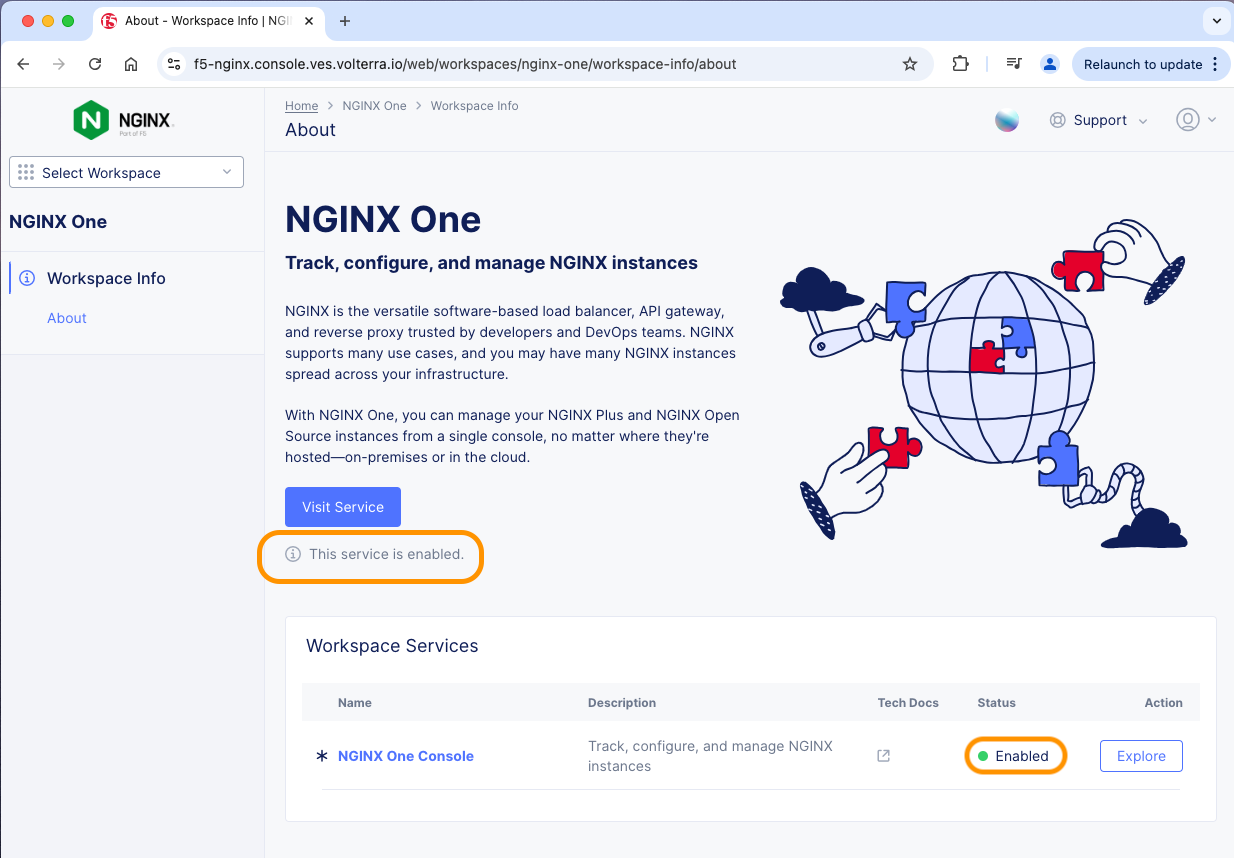 About - Workspace Info | NGI
f5-nginx.console.ves.volterra.io/web/workspaces/nginx-one/workspace-info/about
Relaunch to update
NGINX
Part of F5
Home > NGINX One > Workspace Info
About
Support
Select Workspace
NGINX One
Workspace Info
About
NGINX One
Track, configure, and manage NGINX instances
NGINX is the versatile software-based load balancer, API gateway,
and reverse proxy trusted by developers and DevOps teams. NGINX
supports many use cases, and you may have many NGINX instances
spread across your infrastructure.
With NGINX One, you can manage your NGINX Plus and NGINX Open
Source instances from a single console, no matter where they're
hosted—on-premises or in the cloud.
Visit Service
This service is enabled.
Workspace Services
Name Description Tech Docs Status Action
NGINX One Console Track, configure, and manage NGINX Enabled Explore
instances